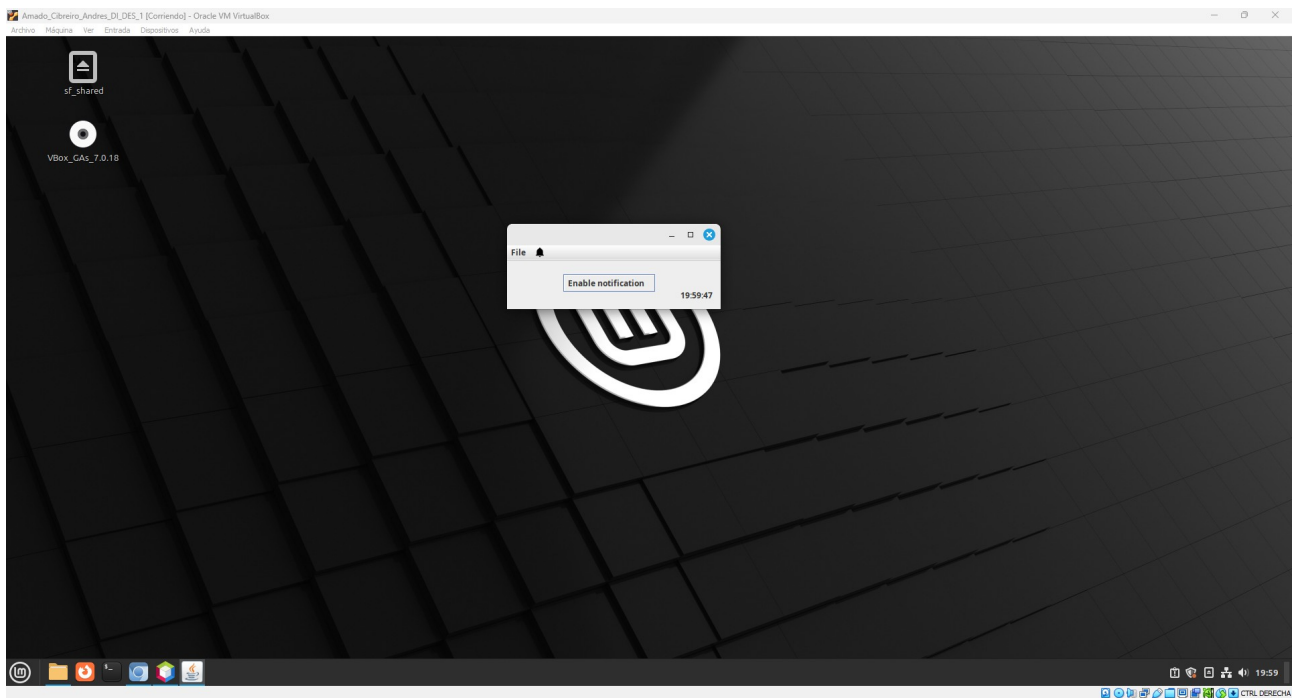 Amado_Cibreiro_Andres_DI_DES_1 [Corriendo] - Oracle VM VirtualBox
Archivo Máquina Ver Entrada Dispositivos Ayuda
sf_shared
VBox_GAs_7.0.18
File
Enable notification
19:59:47
19:59
CTRL DERECHA